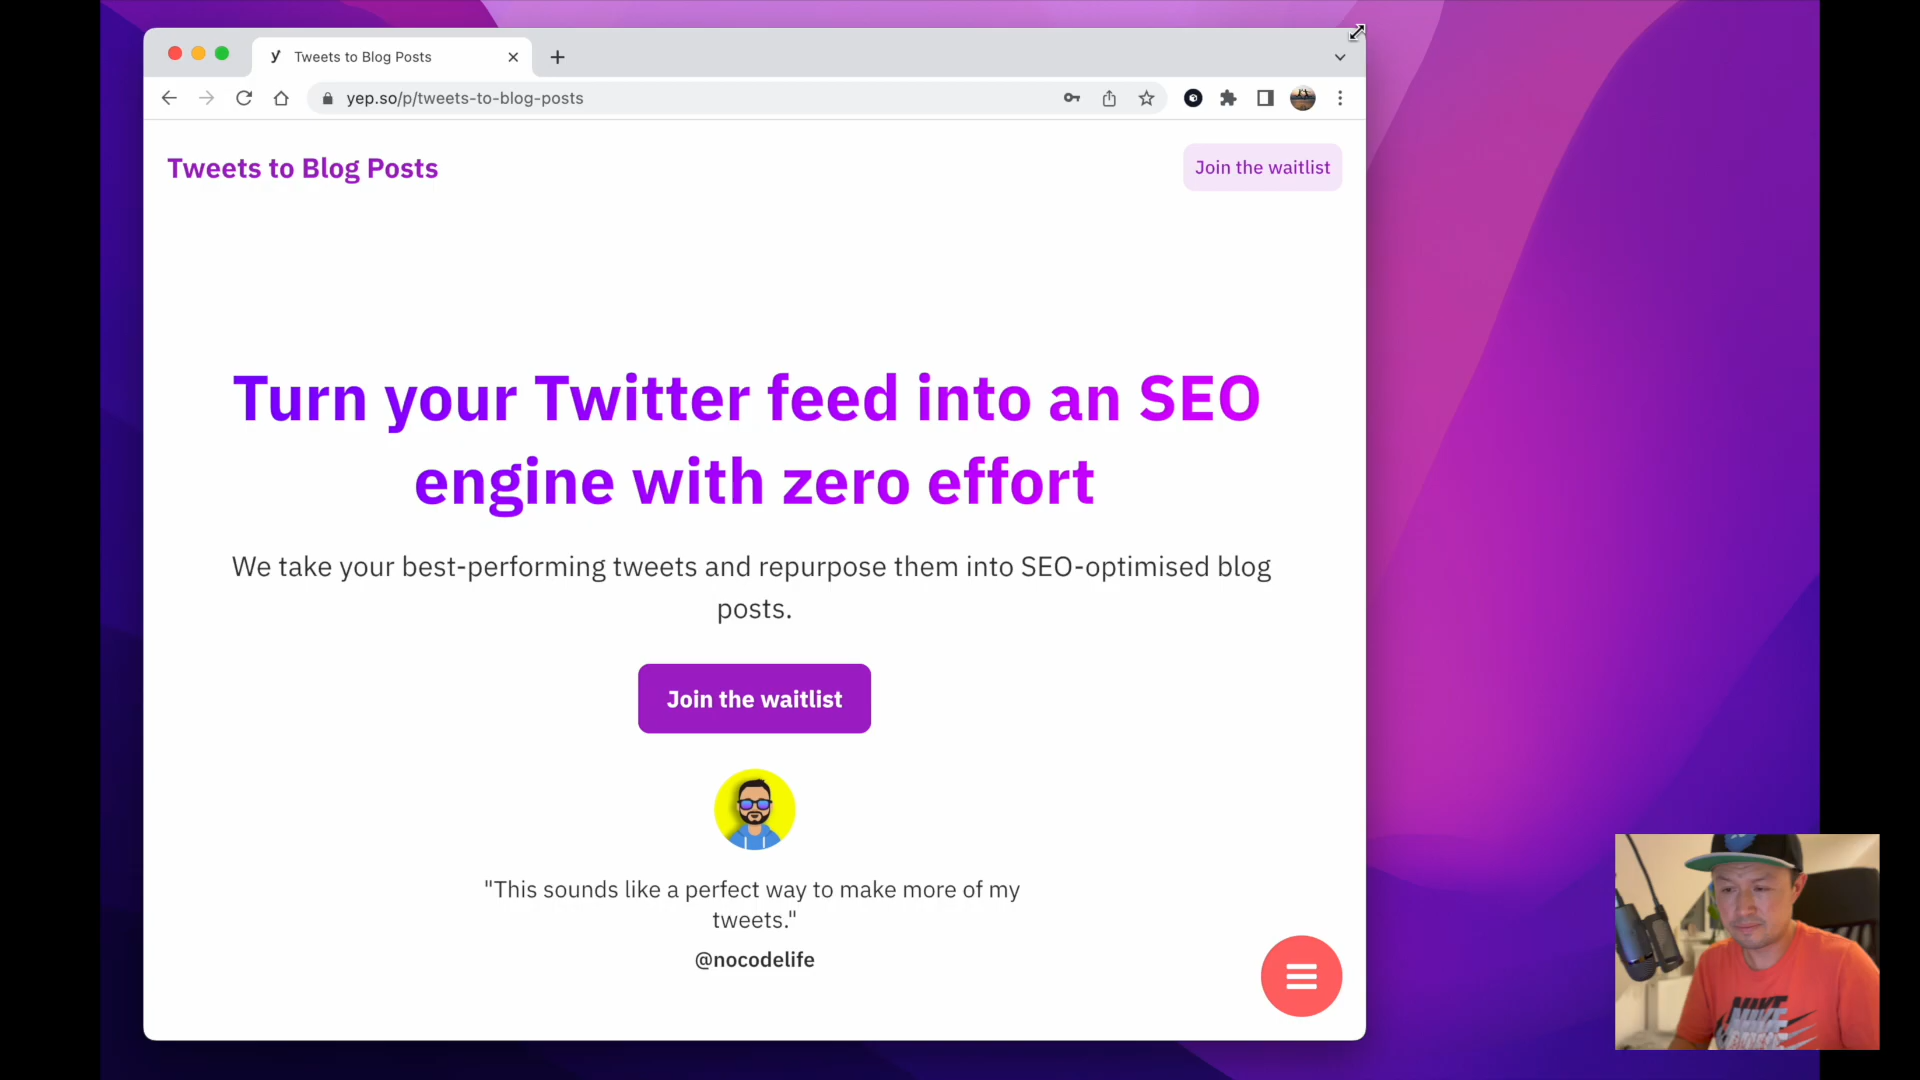 Tweets to Blog Posts
yep.so/p/tweets-to-blog-posts
Tweets to Blog Posts
Join the waitlist
Turn your Twitter feed into an SEO
engine with zero effort
We take your best-performing tweets and repurpose them into SEO-optimised blog
posts.
Join the waitlist
"This sounds like a perfect way to make more of my
tweets."
@nocodelife
NIKE